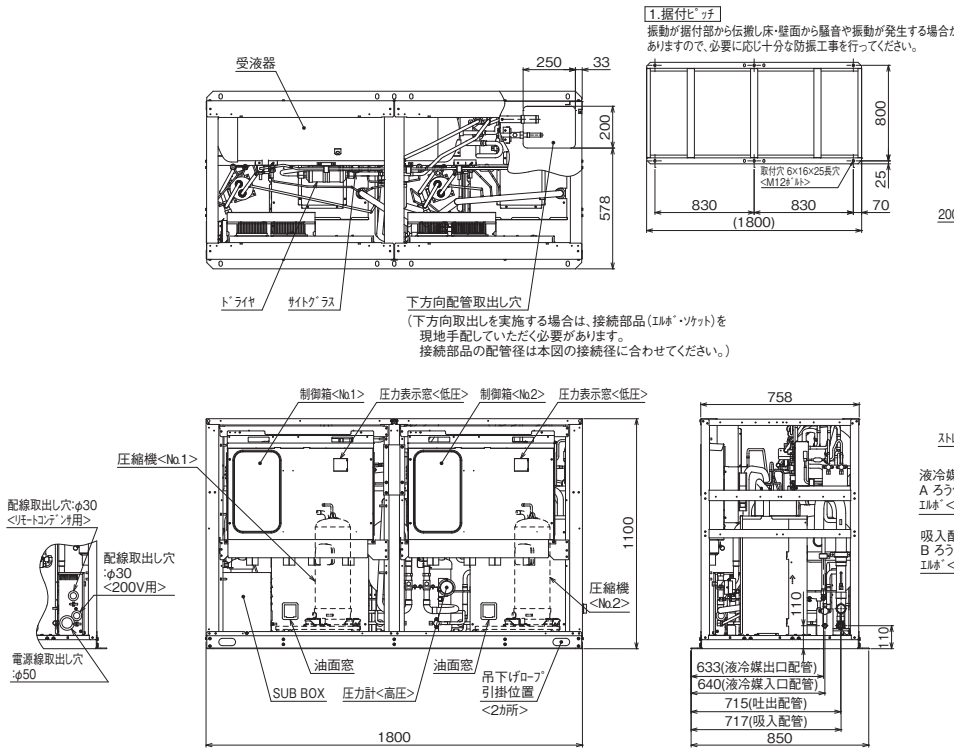 1.据付ピッチ
振動が据付部から伝搬し床・壁面から騒音や振動が発生する場合が
ありますので、必要に応じ十分な防振工事を行ってください。
受液器
250
33
200
578
800
25
取付穴 6×16×25長穴
<M12ボルト>
830
830
70
(1800)
200
ドライヤ
サイトグラス
下方向配管取出し穴
(下方向取出しを実施する場合は、接続部品(エルボ・ソケット)を
現地手配していただく必要があります。
接続部品の配管径は本図の接続径に合わせてください。)
制御箱<No.1>
圧力表示窓<低圧>
制御箱<No.2>
圧力表示窓<低圧>
758
圧縮機<No.1>
1100
配線取出し穴:φ30
<リモートコンデンサ用>
配線取出し穴
:φ30
<200V用>
電源線取出し穴
:φ50
圧縮機
<No.2>
油面窓
油面窓
SUB BOX
圧力計<高圧>
吊下げロープ
引掛位置
<2カ所>
1800
110
110
633(液冷媒出口配管)
640(液冷媒入口配管)
715(吐出配管)
717(吸入配管)
850
ストレ
液冷媒
A ろう
エルボ<
吸入配
B ろう
エルボ<